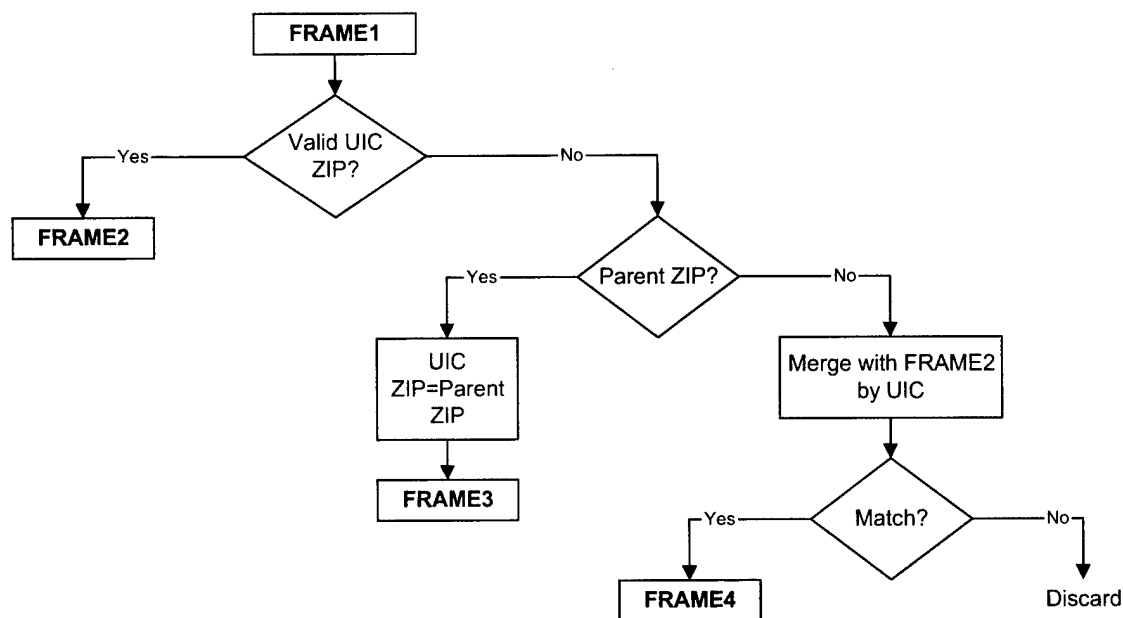 FRAME1
Valid UIC
ZIP?
Yes
No
FRAME2
Parent ZIP?
Yes
No
UIC
ZIP=Parent
ZIP
Merge with FRAME2
by UIC
FRAME3
Match?
Yes
No
FRAME4
Discard